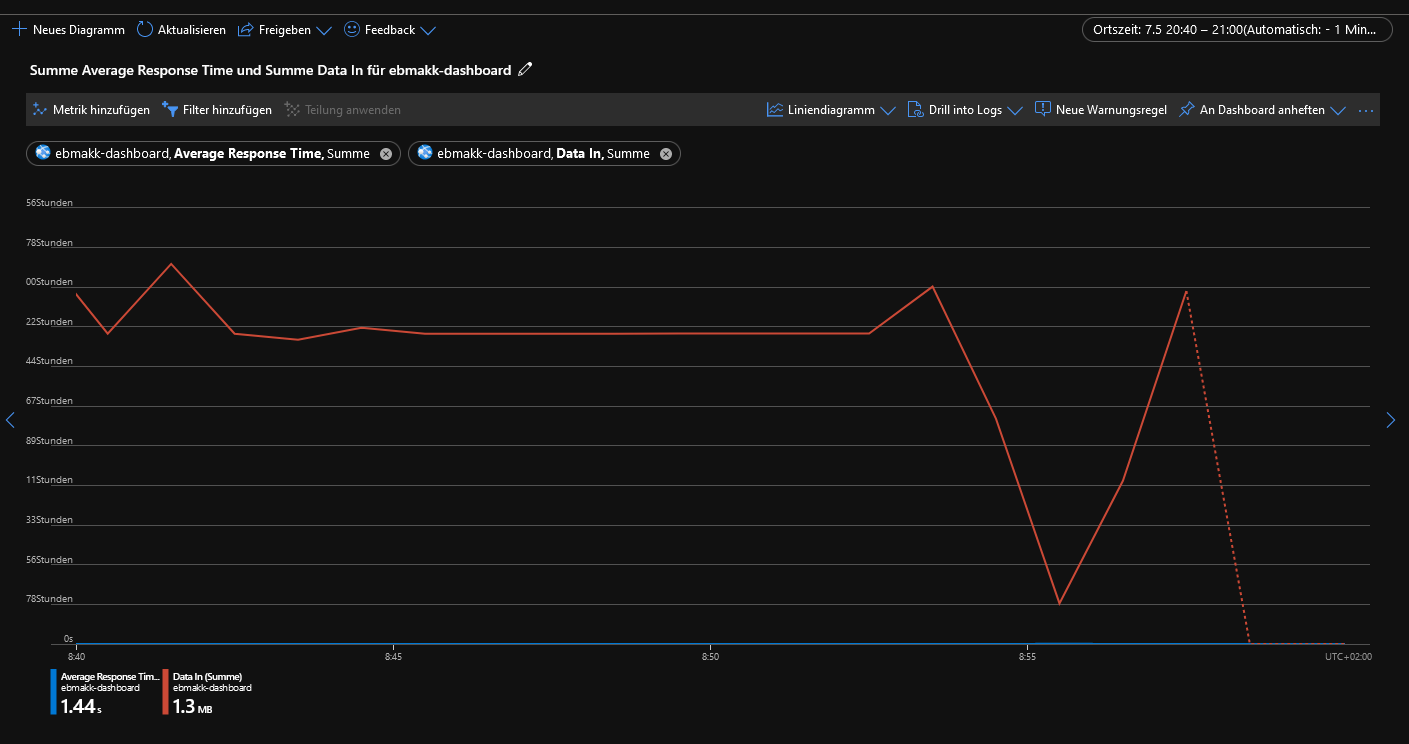 Neues Diagramm Aktualisieren Freigeben Feedback Ortszeit: 7.5 20:40 – 21:00(Automatisch: - 1 Min...
Summe Average Response Time und Summe Data In für ebmakk-dashboard
Metrik hinzufügen Filter hinzufügen Teilung anwenden Liniendiagramm Drill into Logs Neue Warnungsregel An Dashboard anheften ...
ebmakk-dashboard, Average Response Time, Summe ebmakk-dashboard, Data In, Summe
56Stunden
78Stunden
00Stunden
22Stunden
44Stunden
67Stunden
89Stunden
11Stunden
33Stunden
56Stunden
78Stunden
0s
8:40 8:45 8:50 8:55 UTC+02:00
Average Response Tim... Data In (Summe)
ebmakk-dashboard ebmakk-dashboard
1.44 s 1.3 MB